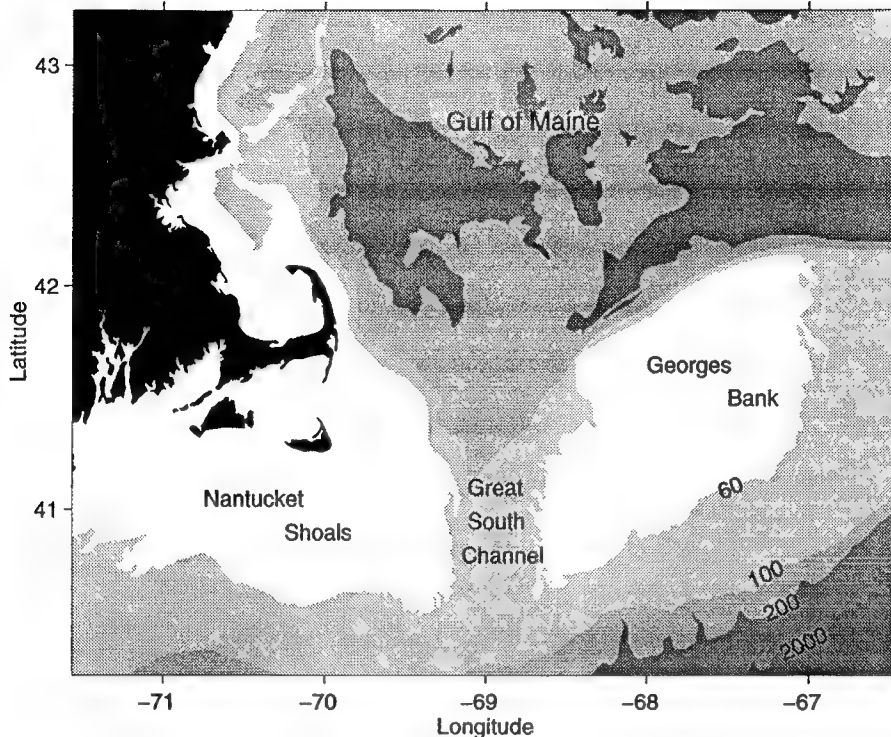 43
Gulf of Maine
42
Latitude
Georges
Bank
60
Great
Nantucket
41
South
Shoals
Channel
100
200
2000
−71
−70
−69
−68
−67
Longitude